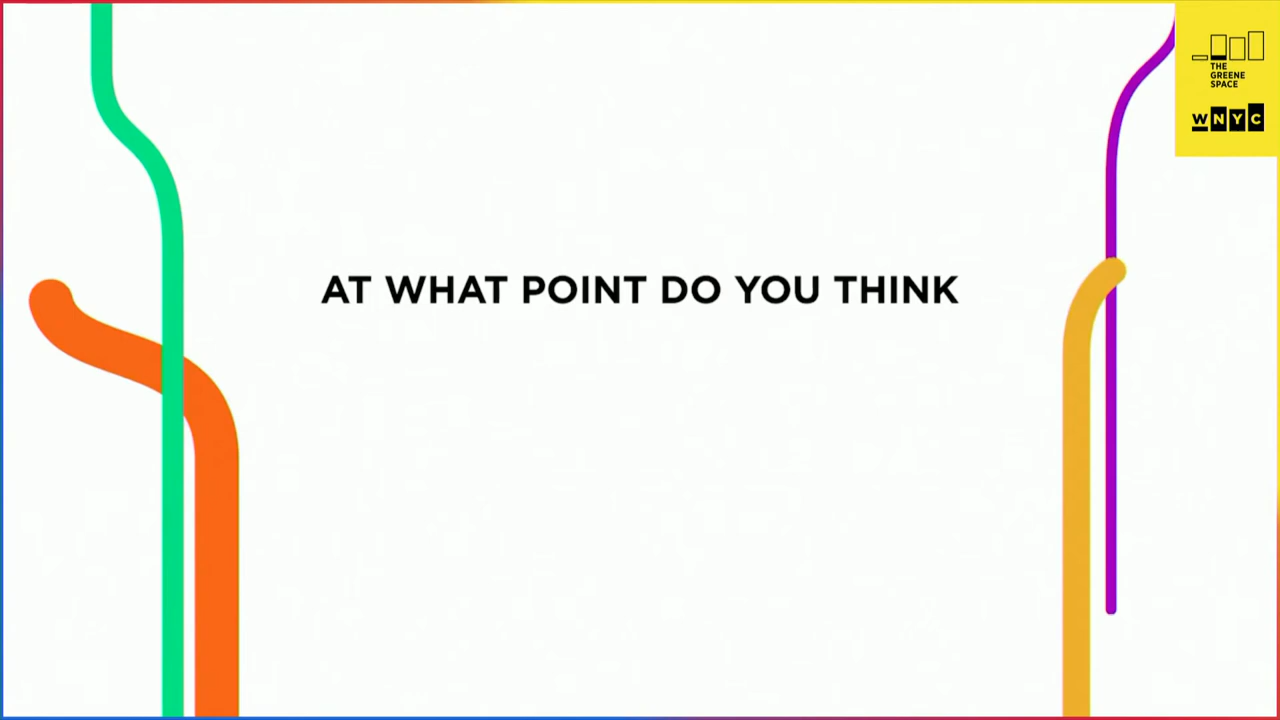 THE
GREENE
SPACE
WNYC
AT WHAT POINT DO YOU THINK